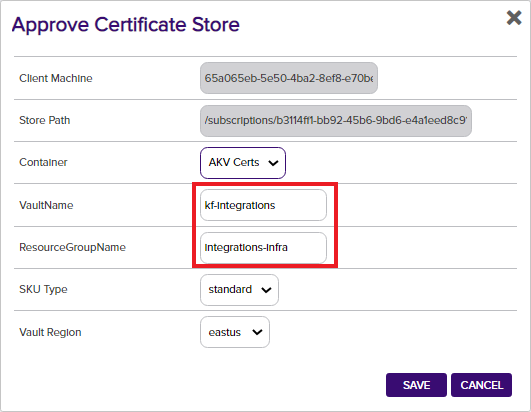 Approve Certificate Store
Client Machine 65a065eb-5e50-4ba2-8ef8-e70be
Store Path /subscriptions/b3114ff1-bb92-45b6-9bd6-e4a1eed8c9
Container AKV Certs
VaultName kf-integrations
ResourceGroupName integrations-infra
SKU Type standard
Vault Region eastus
SAVE CANCEL